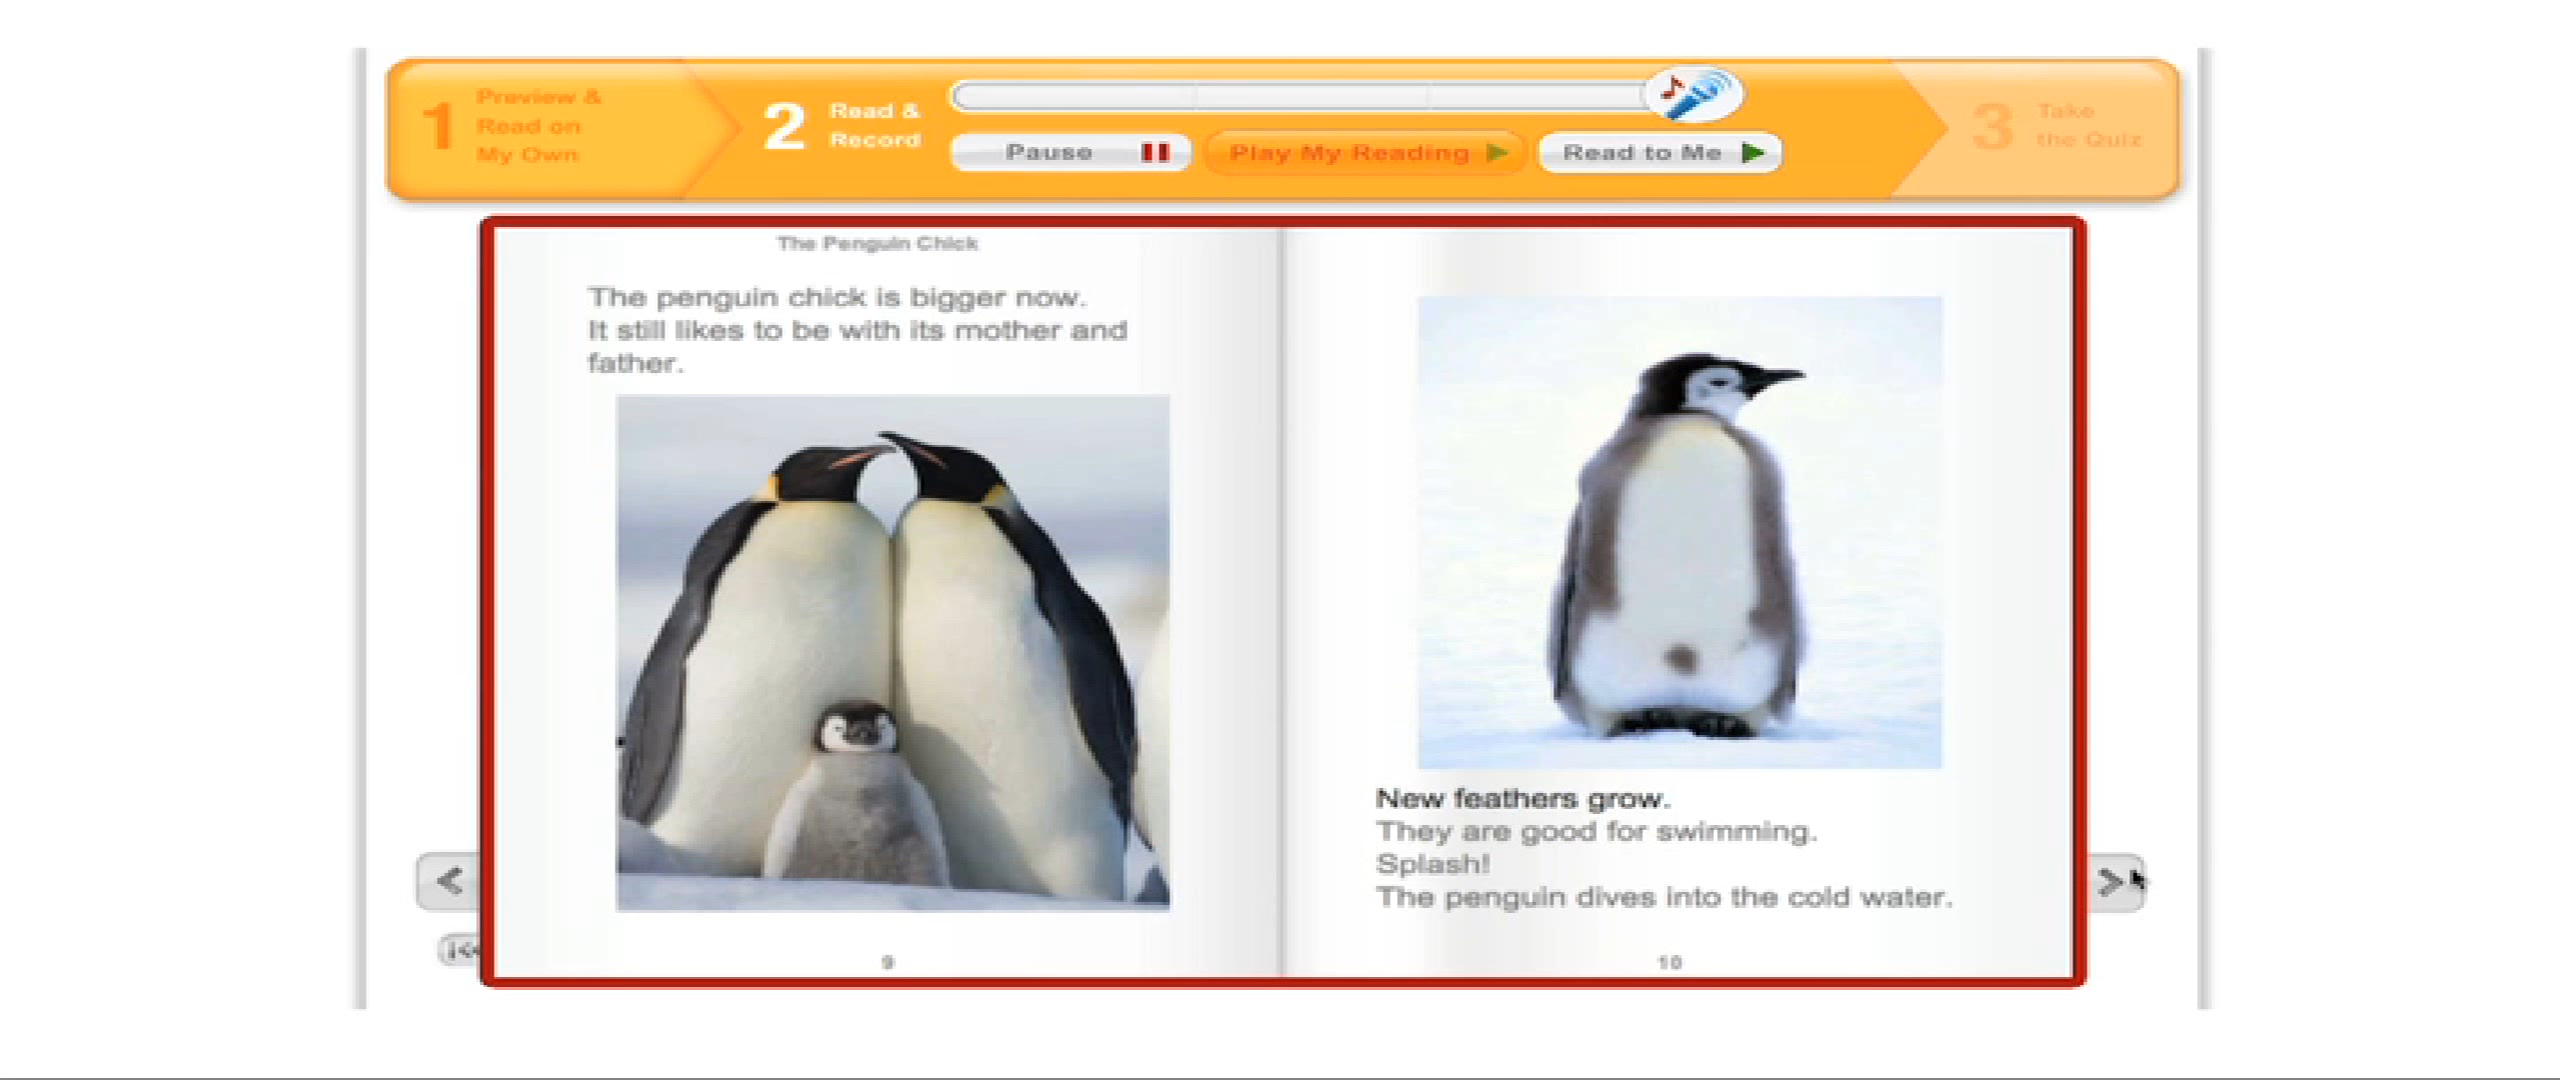 1
Preview &
Read on
My Own
2
Read &
Record
Pause
Play My Reading
Read to Me
3
Take
the Quiz
The Penguin Chick
The penguin chick is bigger now.
It still likes to be with its mother and
father.
9
New feathers grow.
They are good for swimming.
Splash!
The penguin dives into the cold water.
10